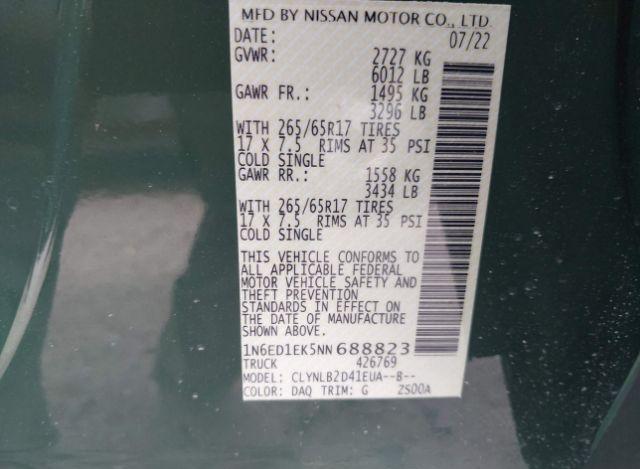 MFD BY NISSAN MOTOR CO., LTD.
DATE: 07/22
GVWR: 2727 KG
6012 LB
GAWR FR.: 1495 KG
3296 LB
WITH 265/65R17 TIRES
17 X 7.5 RIMS AT 35 PSI
COLD SINGLE
GAWR RR.: 1558 KG
3434 LB
WITH 265/65R17 TIRES
17 X 7.5 RIMS AT 35 PSI
COLD SINGLE
THIS VEHICLE CONFORMS TO
ALL APPLICABLE FEDERAL
MOTOR VEHICLE SAFETY AND
THEFT PREVENTION
STANDARDS IN EFFECT ON
THE DATE OF MANUFACTURE
SHOWN ABOVE.
1N6ED1EK5NN688823
TRUCK 426769
MODEL: CLYNLB2D41EUA--B--
COLOR: DAQ TRIM: G ZS00A